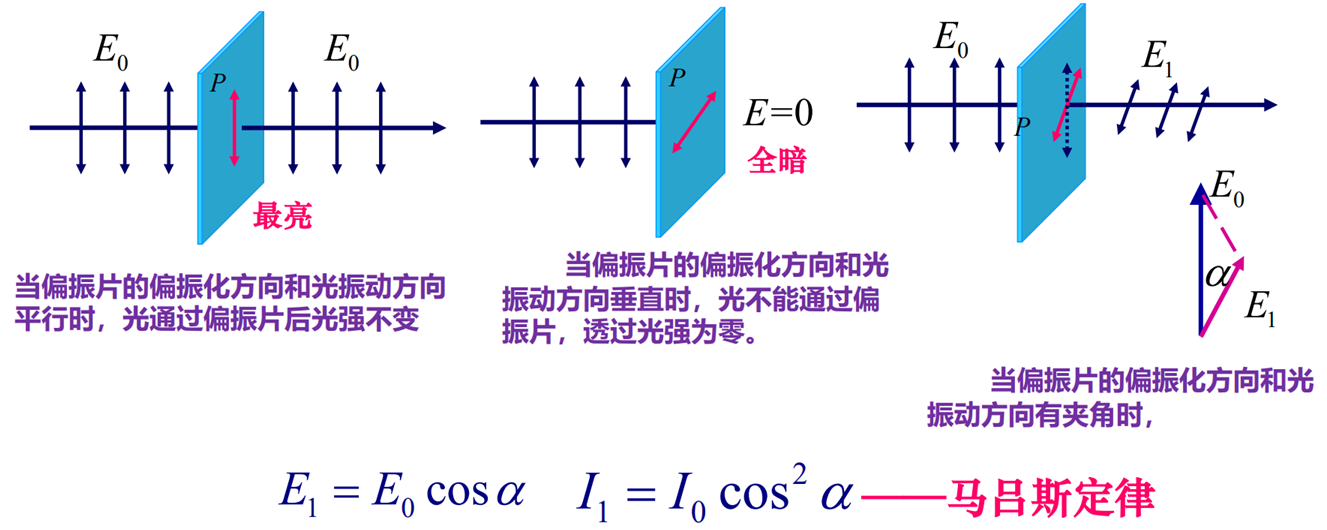 E₀
P
E₀
最亮
当偏振片的偏振化方向和光振动方向
平行时，光通过偏振片后光强不变
P
E=0
全暗
当偏振片的偏振化方向和光
振动方向垂直时，光不能通过偏
振片，透过光强为零。
E₀
P
E₁
E₀
α
E₁
当偏振片的偏振化方向和光
振动方向有夹角时，
E₁ = E₀ cos α I₁ = I₀ cos² α——马吕斯定律